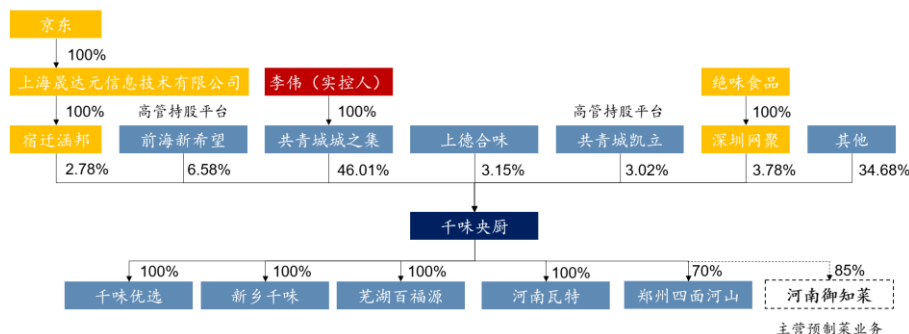 京东
100%
上海晟达元信息技术有限公司
李伟（实控人）
绝味食品
100%
高管持股平台
100%
高管持股平台
100%
宿迁涵邦
前海新希望
共青城城之集
上德合味
共青城凯立
深圳网聚
其他
2.78%
6.58%
46.01%
3.15%
3.02%
3.78%
34.68%
千味央厨
100%
100%
100%
100%
70%
85%
千味优选
新乡千味
芜湖百福源
河南瓦特
郑州四面河山
河南御知菜
主营预制菜业务